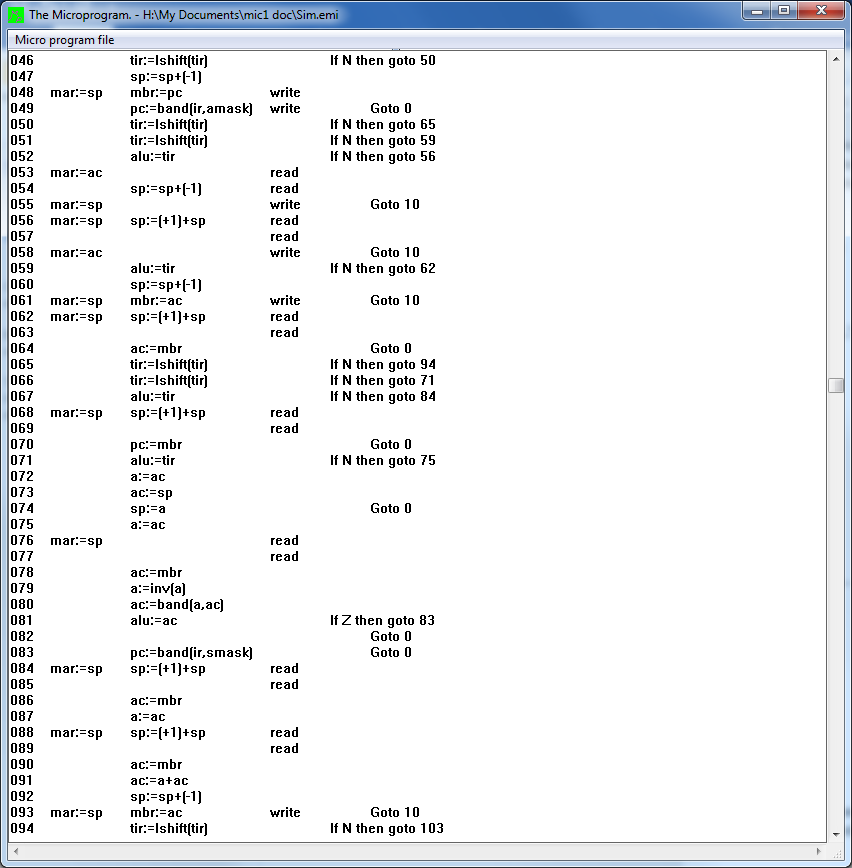 The Microprogram. - H:\My Documents\mic1 doc\Sim.emi
Micro program file
046 tir:=lshift(tir) If N then goto 50
047 sp:=sp+(-1)
048 mar:=sp mbr:=pc write
049 pc:=band(ir,amask) write Goto 0
050 tir:=lshift(tir) If N then goto 65
051 tir:=lshift(tir) If N then goto 59
052 alu:=tir If N then goto 56
053 mar:=ac read
054 sp:=sp+(-1) read
055 mar:=sp write Goto 10
056 mar:=sp sp:=(+1)+sp read
057 read
058 mar:=ac write Goto 10
059 alu:=tir If N then goto 62
060 sp:=sp+(-1)
061 mar:=sp mbr:=ac write Goto 10
062 mar:=sp sp:=(+1)+sp read
063 read
064 ac:=mbr Goto 0
065 tir:=lshift(tir) If N then goto 94
066 tir:=lshift(tir) If N then goto 71
067 alu:=tir If N then goto 84
068 mar:=sp sp:=(+1)+sp read
069 read
070 pc:=mbr Goto 0
071 alu:=tir If N then goto 75
072 a:=ac
073 ac:=sp
074 sp:=a Goto 0
075 a:=ac
076 mar:=sp read
077 read
078 ac:=mbr
079 a:=inv(a)
080 ac:=band(a,ac)
081 alu:=ac If Z then goto 83
082 Goto 0
083 pc:=band(ir,smask) Goto 0
084 mar:=sp sp:=(+1)+sp read
085 read
086 ac:=mbr
087 a:=ac
088 mar:=sp sp:=(+1)+sp read
089 read
090 ac:=mbr
091 ac:=a+ac
092 sp:=sp+(-1)
093 mar:=sp mbr:=ac write Goto 10
094 tir:=lshift(tir) If N then goto 103